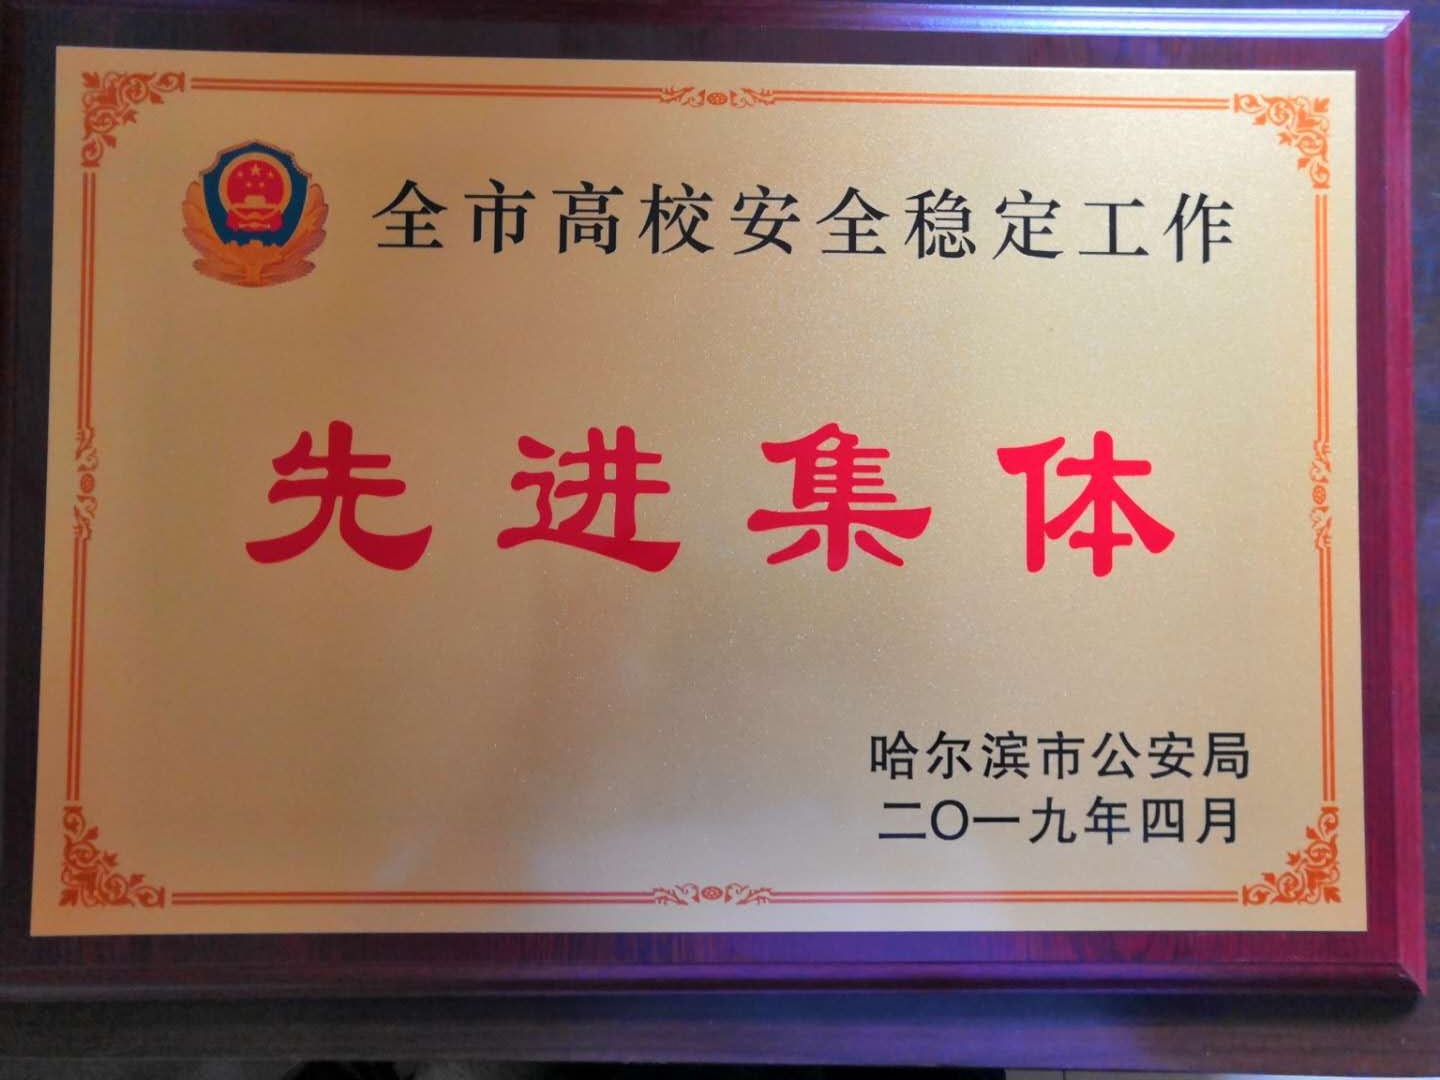 全市高校安全稳定工作
先进集体
哈尔滨市公安局
二〇一九年四月